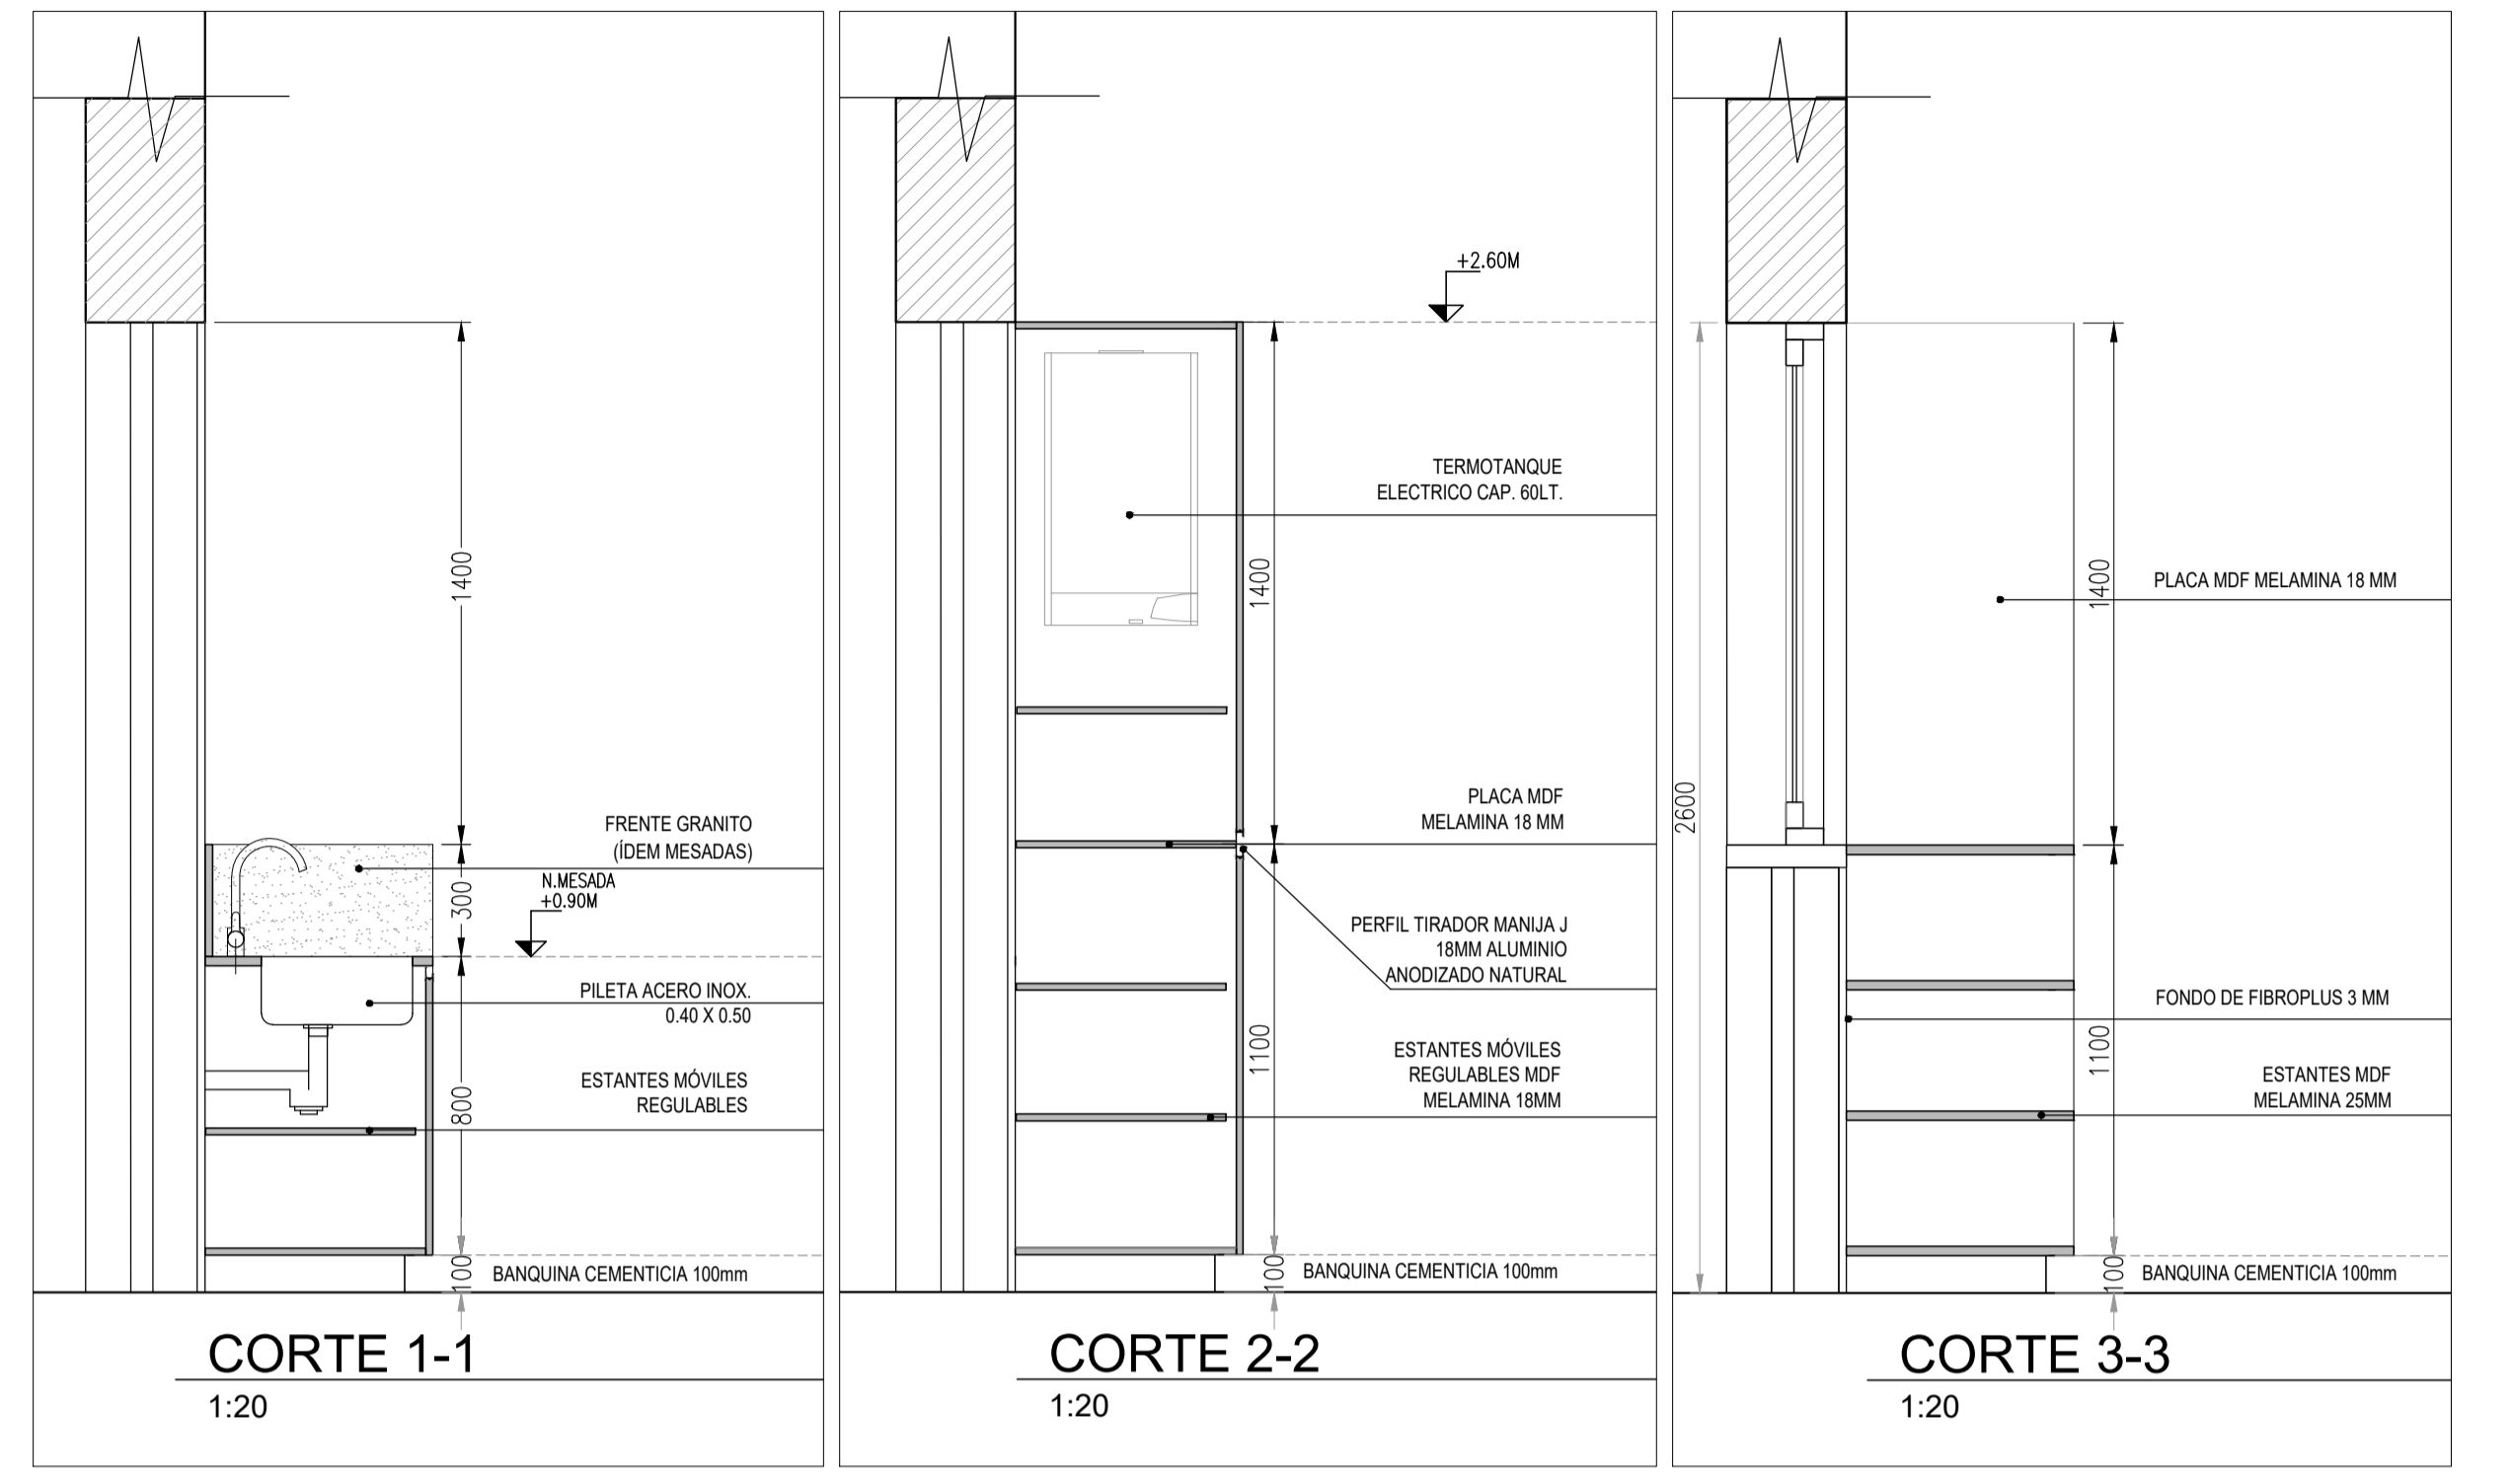 1400
FRENTE GRANITO
(ÍDEM MESADAS)
N.MESADA
+0.90M
300
PILETA ACERO INOX.
0.40 X 0.50
ESTANTES MÓVILES
REGULABLES
800
100
BANQUINA CEMENTICIA 100mm
CORTE 1-1
1:20
+2.60M
TERMOTANQUE
ELECTRICO CAP. 60LT.
1400
PLACA MDF
MELAMINA 18 MM
PERFIL TIRADOR MANIJA J
18MM ALUMINIO
ANODIZADO NATURAL
1100
ESTANTES MÓVILES
REGULABLES MDF
MELAMINA 18MM
100
BANQUINA CEMENTICIA 100mm
CORTE 2-2
1:20
2600
1400
PLACA MDF MELAMINA 18 MM
FONDO DE FIBROPLUS 3 MM
1100
ESTANTES MDF
MELAMINA 25MM
100
BANQUINA CEMENTICIA 100mm
CORTE 3-3
1:20